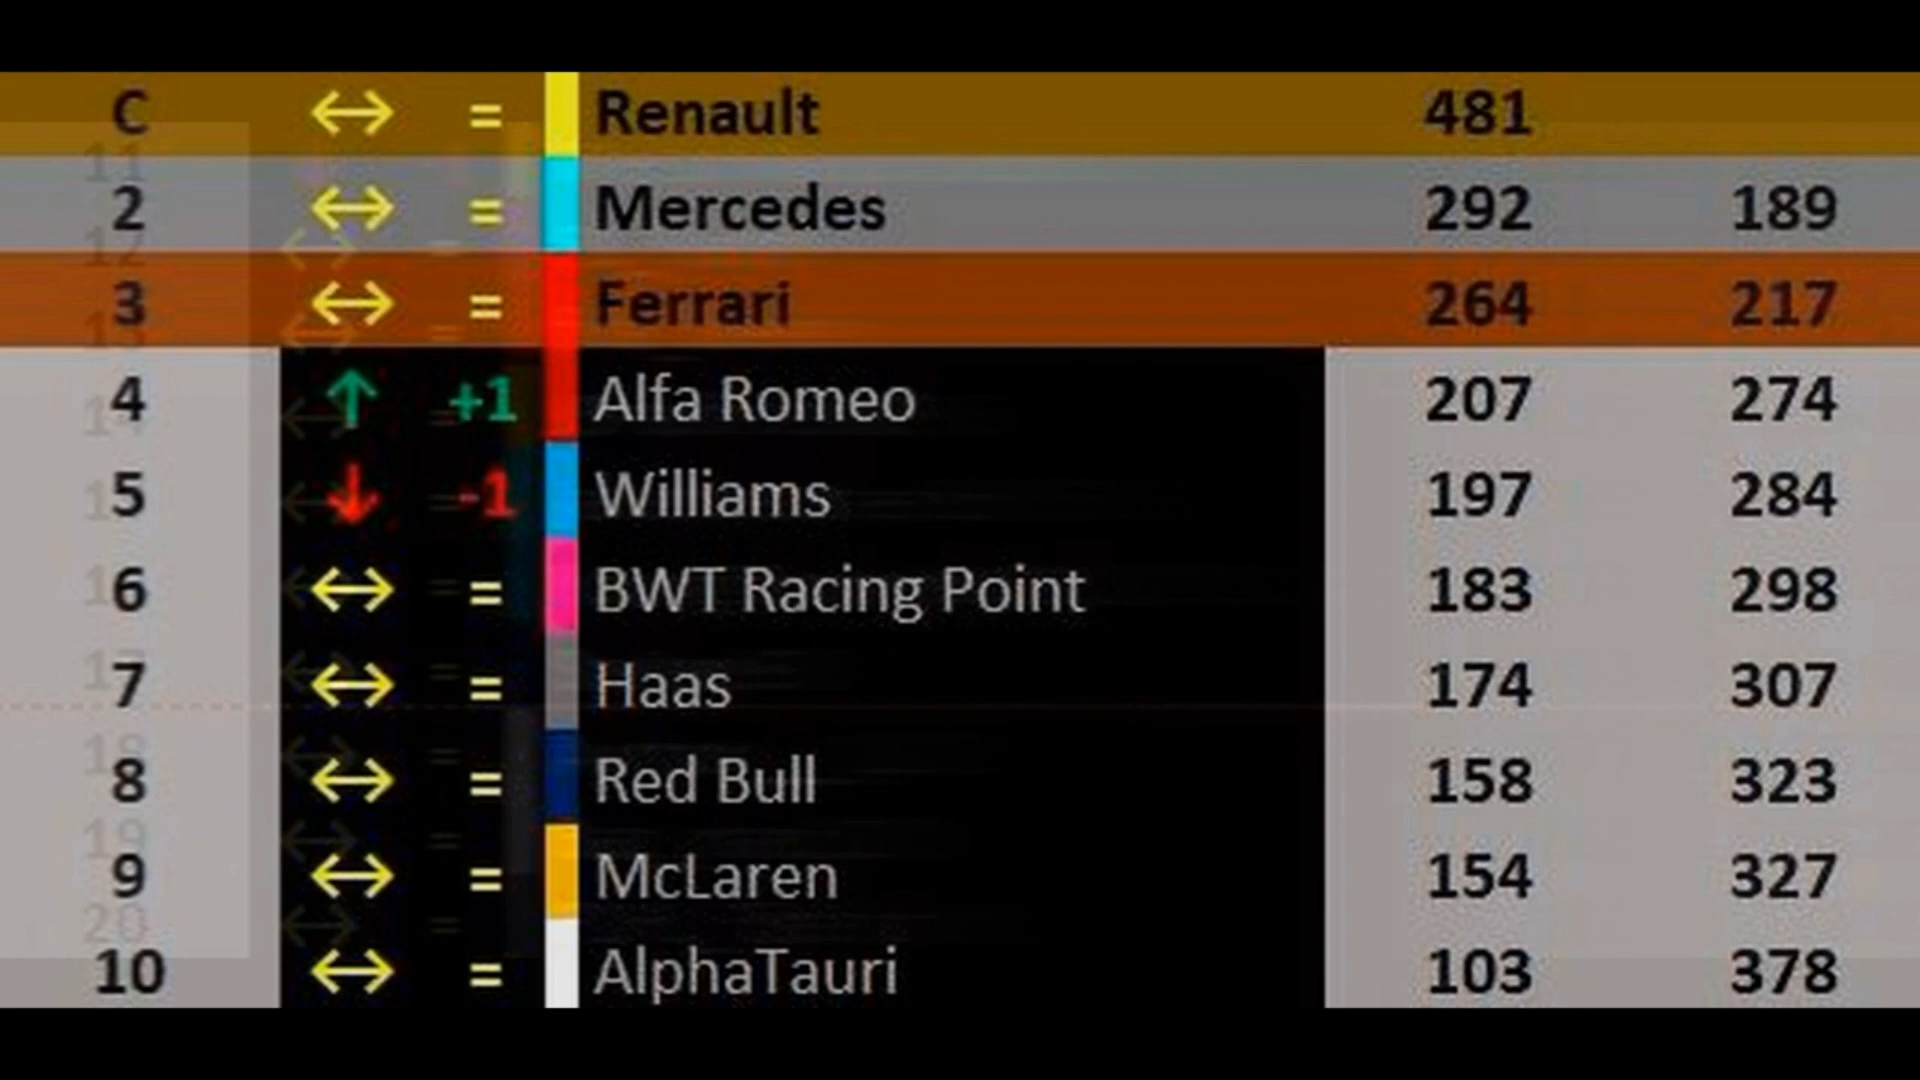 C ↔ = Renault 481
2 ↔ = Mercedes 292 189
3 ↔ = Ferrari 264 217
4 ↑ +1 Alfa Romeo 207 274
5 ↓ -1 Williams 197 284
6 ↔ = BWT Racing Point 183 298
7 ↔ = Haas 174 307
8 ↔ = Red Bull 158 323
9 ↔ = McLaren 154 327
10 ↔ = AlphaTauri 103 378